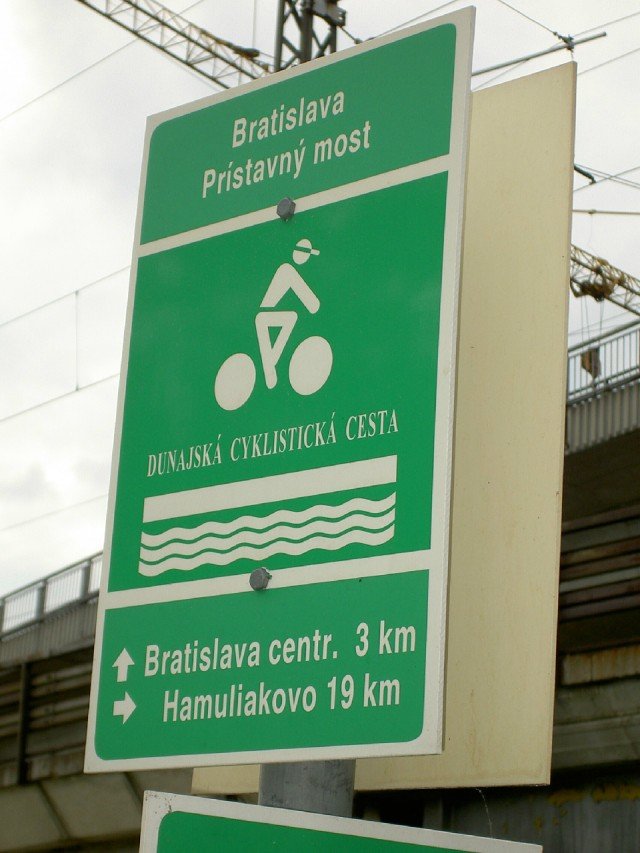 Bratislava
Prístavný most
DUNAJSKÁ CYKLISTICKÁ CESTA
Bratislava centr. 3 km
Hamuliakovo 19 km